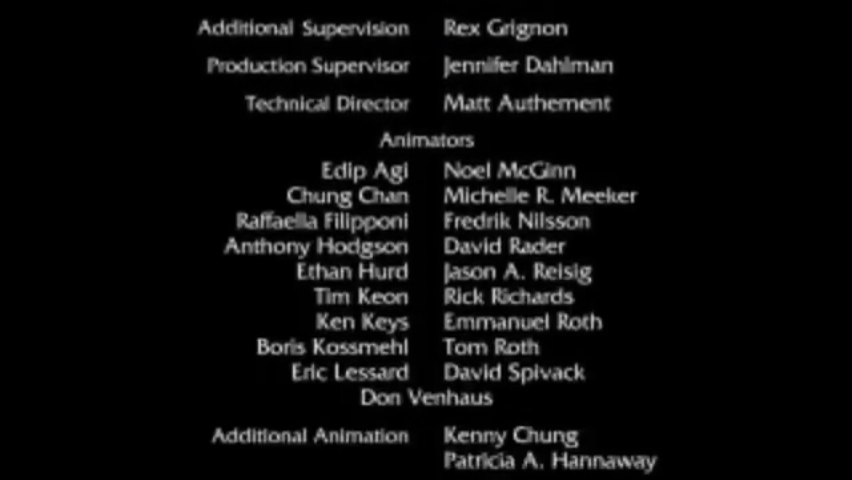 Additional Supervision Rex Grignon
Production Supervisor Jennifer Dahlman
Technical Director Matt Authement
Animators
Edip Agi Noel McGinn
Chung Chan Michelle R. Meeker
Raffaella Filipponi Fredrik Nilsson
Anthony Hodgson David Rader
Ethan Hurd Jason A. Reisig
Tim Keon Rick Richards
Ken Keys Emmanuel Roth
Boris Kossmehl Tom Roth
Eric Lessard David Spivack
Don Venhaus
Additional Animation Kenny Chung
Patricia A. Hannaway